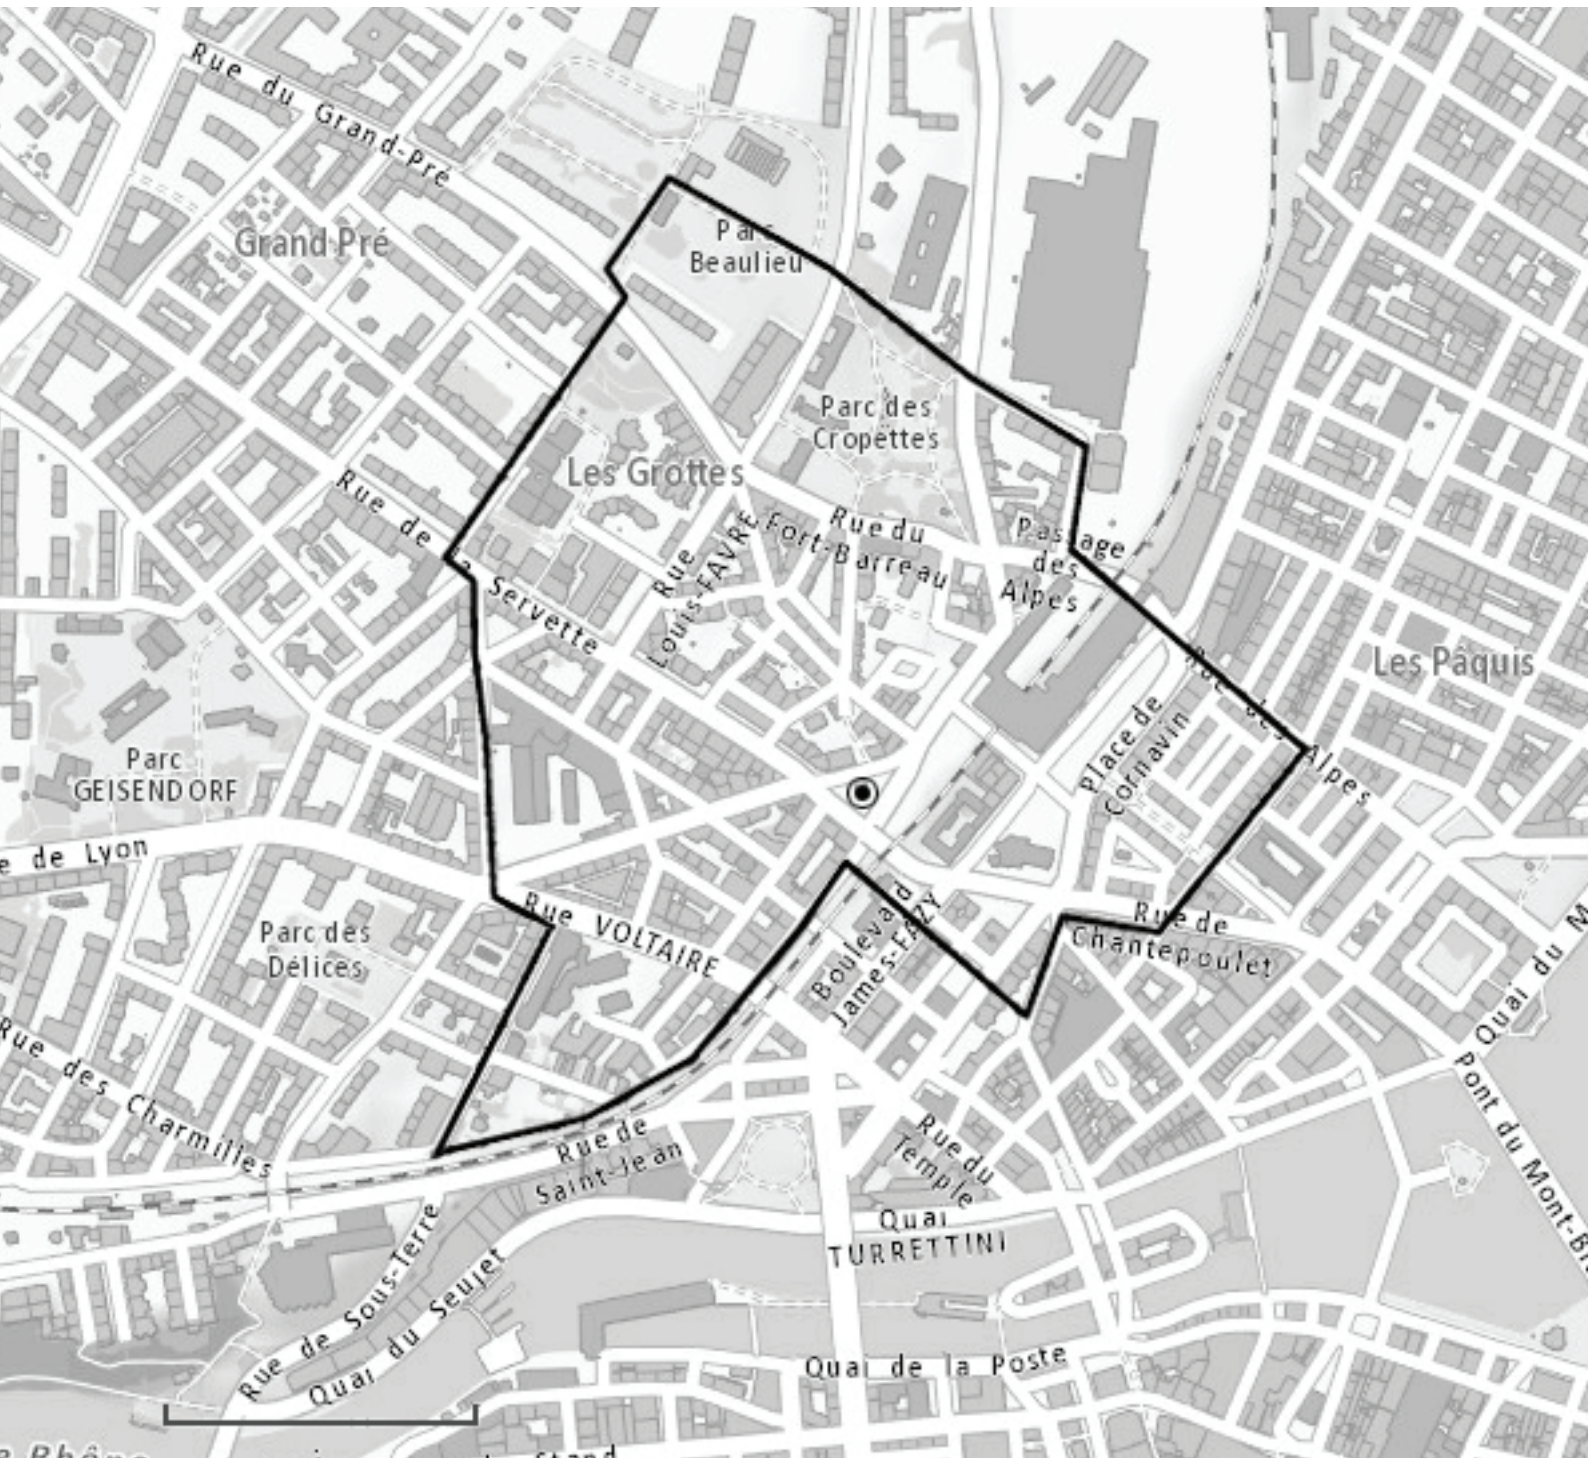 Rue du Grand-Pré
Grand Pré
Parc
Beaulieu
Parc des
Cropettes
Les Grottes
Rue de la Servette
Rue
Louis-FAVRE
Rue du
Fort-Barreau
Passage
des
Alpes
Rue des Alpes
Les Pâquis
Place de
Cornavin
Parc
GEISENDORF
e de Lyon
Rue VOLTAIRE
Parc des
Délices
Boulevard
James-FAZY
Rue de
Chantepoulet
Quai du M
Pont du Mont-Bl
Rue des Charmilles
Rue de
Saint-Jean
Rue du
Temple
Quai
TURRETTINI
Rue de Sous-Terre
Quai du Seujet
Quai de la Poste
e Rhône
Stand